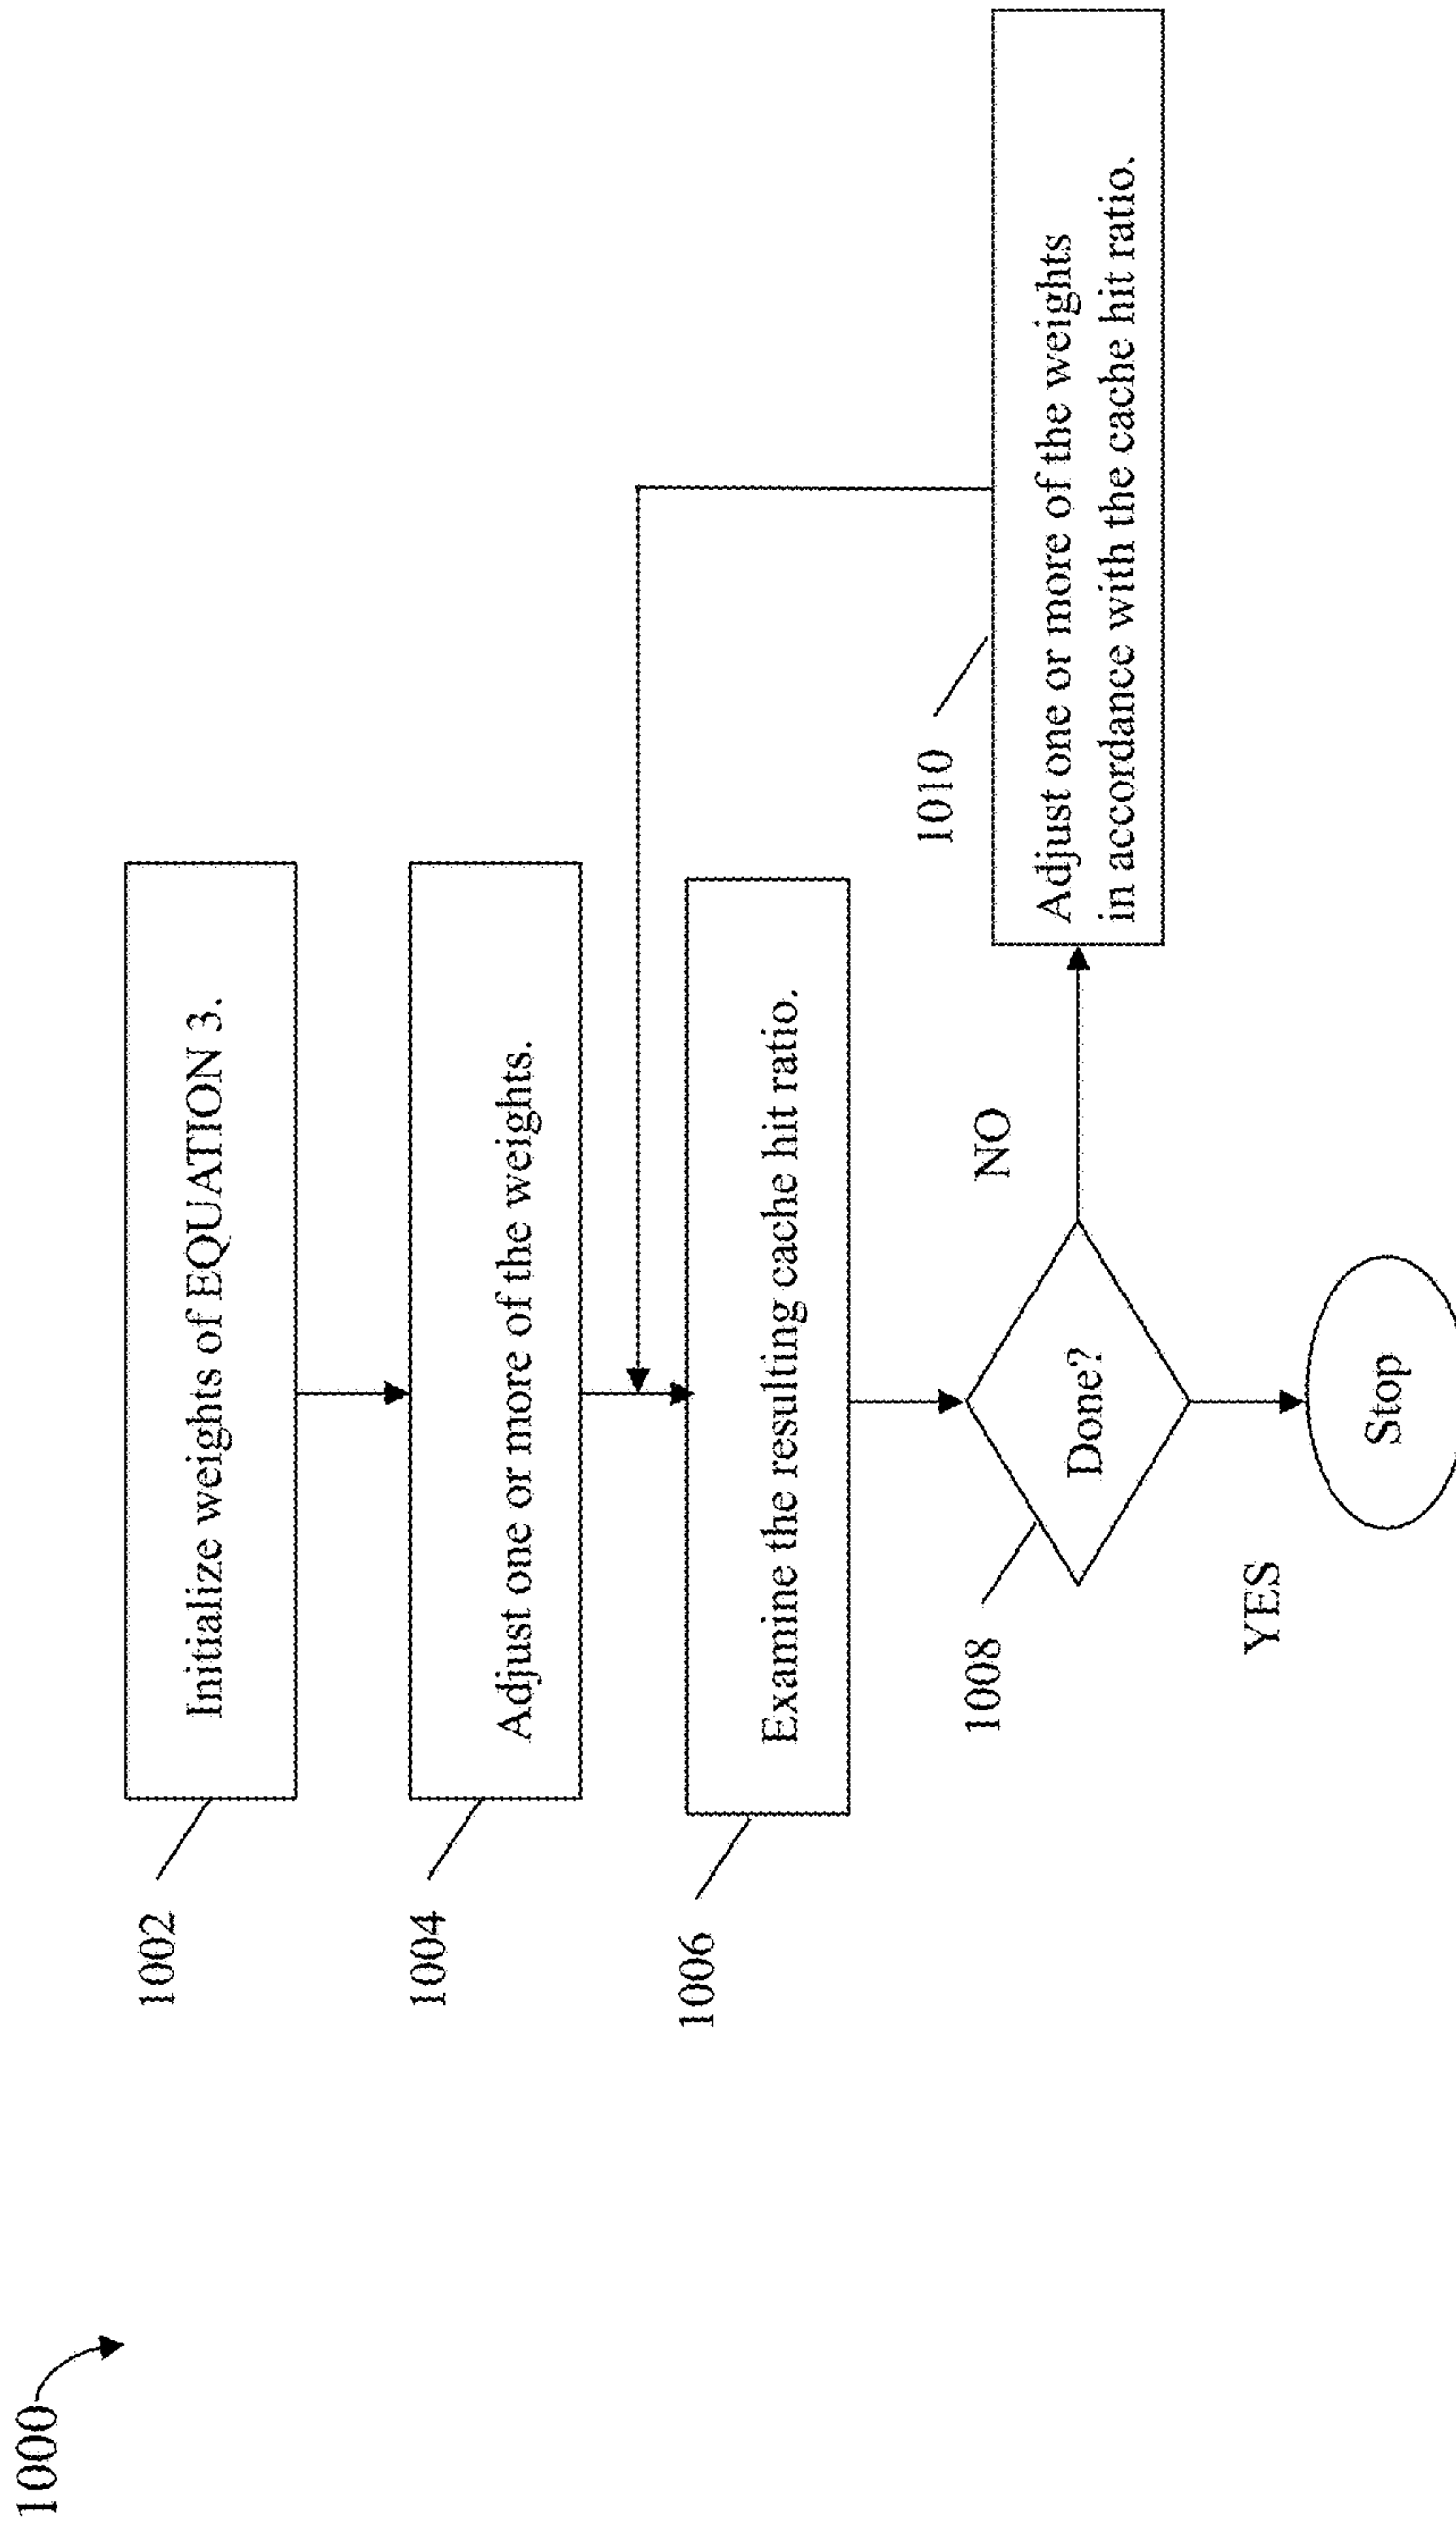 1000
1002
Initialize weights of EQUATION 3.
1004
Adjust one or more of the weights.
1006
Examine the resulting cache hit ratio.
1008
Done?
NO
1010
Adjust one or more of the weights
in accordance with the cache hit ratio.
YES
Stop